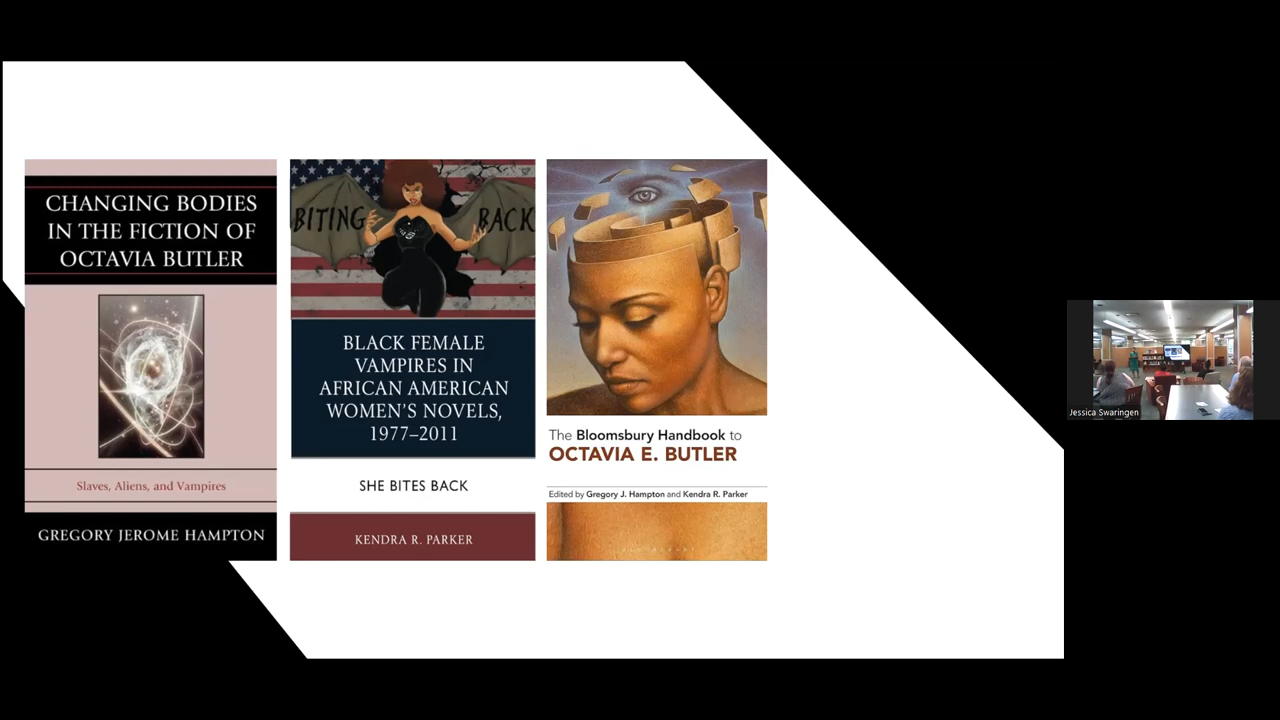 CHANGING BODIES
IN THE FICTION OF
OCTAVIA BUTLER
Slaves, Aliens, and Vampires
GREGORY JEROME HAMPTON
BITING BACK
BLACK FEMALE
VAMPIRES IN
AFRICAN AMERICAN
WOMEN'S NOVELS,
1977–2011
SHE BITES BACK
KENDRA R. PARKER
The Bloomsbury Handbook to
OCTAVIA E. BUTLER
Edited by Gregory J. Hampton and Kendra R. Parker
BLOOMSBURY
Jessica Swaringen